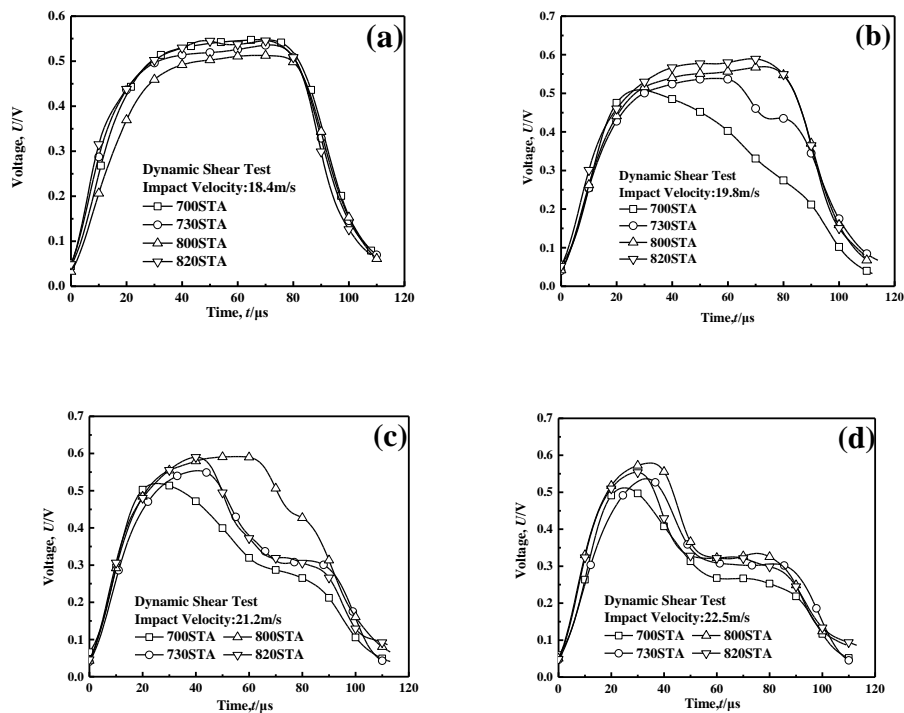 (a)
Voltage, U/V
0.6
0.5
0.4
0.3
0.2
0.1
0.0
Dynamic Shear Test
Impact Velocity:18.4m/s
700STA
730STA
800STA
820STA
0 20 40 60 80 100 120
Time, t/μs
(b)
Voltage, U/V
0.7
0.6
0.5
0.4
0.3
0.2
0.1
0.0
Dynamic Shear Test
Impact Velocity:19.8m/s
700STA
730STA
800STA
820STA
0 20 40 60 80 100 120
Time,t/μs
(c)
Voltage, U/V
0.7
0.6
0.5
0.4
0.3
0.2
0.1
0.0
Dynamic Shear Test
Impact Velocity:21.2m/s
700STA 800STA
730STA 820STA
0 20 40 60 80 100 120
Time,t/μs
(d)
Voltage, U/V
0.7
0.6
0.5
0.4
0.3
0.2
0.1
0.0
Dynamic Shear Test
Impact Velocity:22.5m/s
700STA 800STA
730STA 820STA
0 20 40 60 80 100 120
Time,t/μs